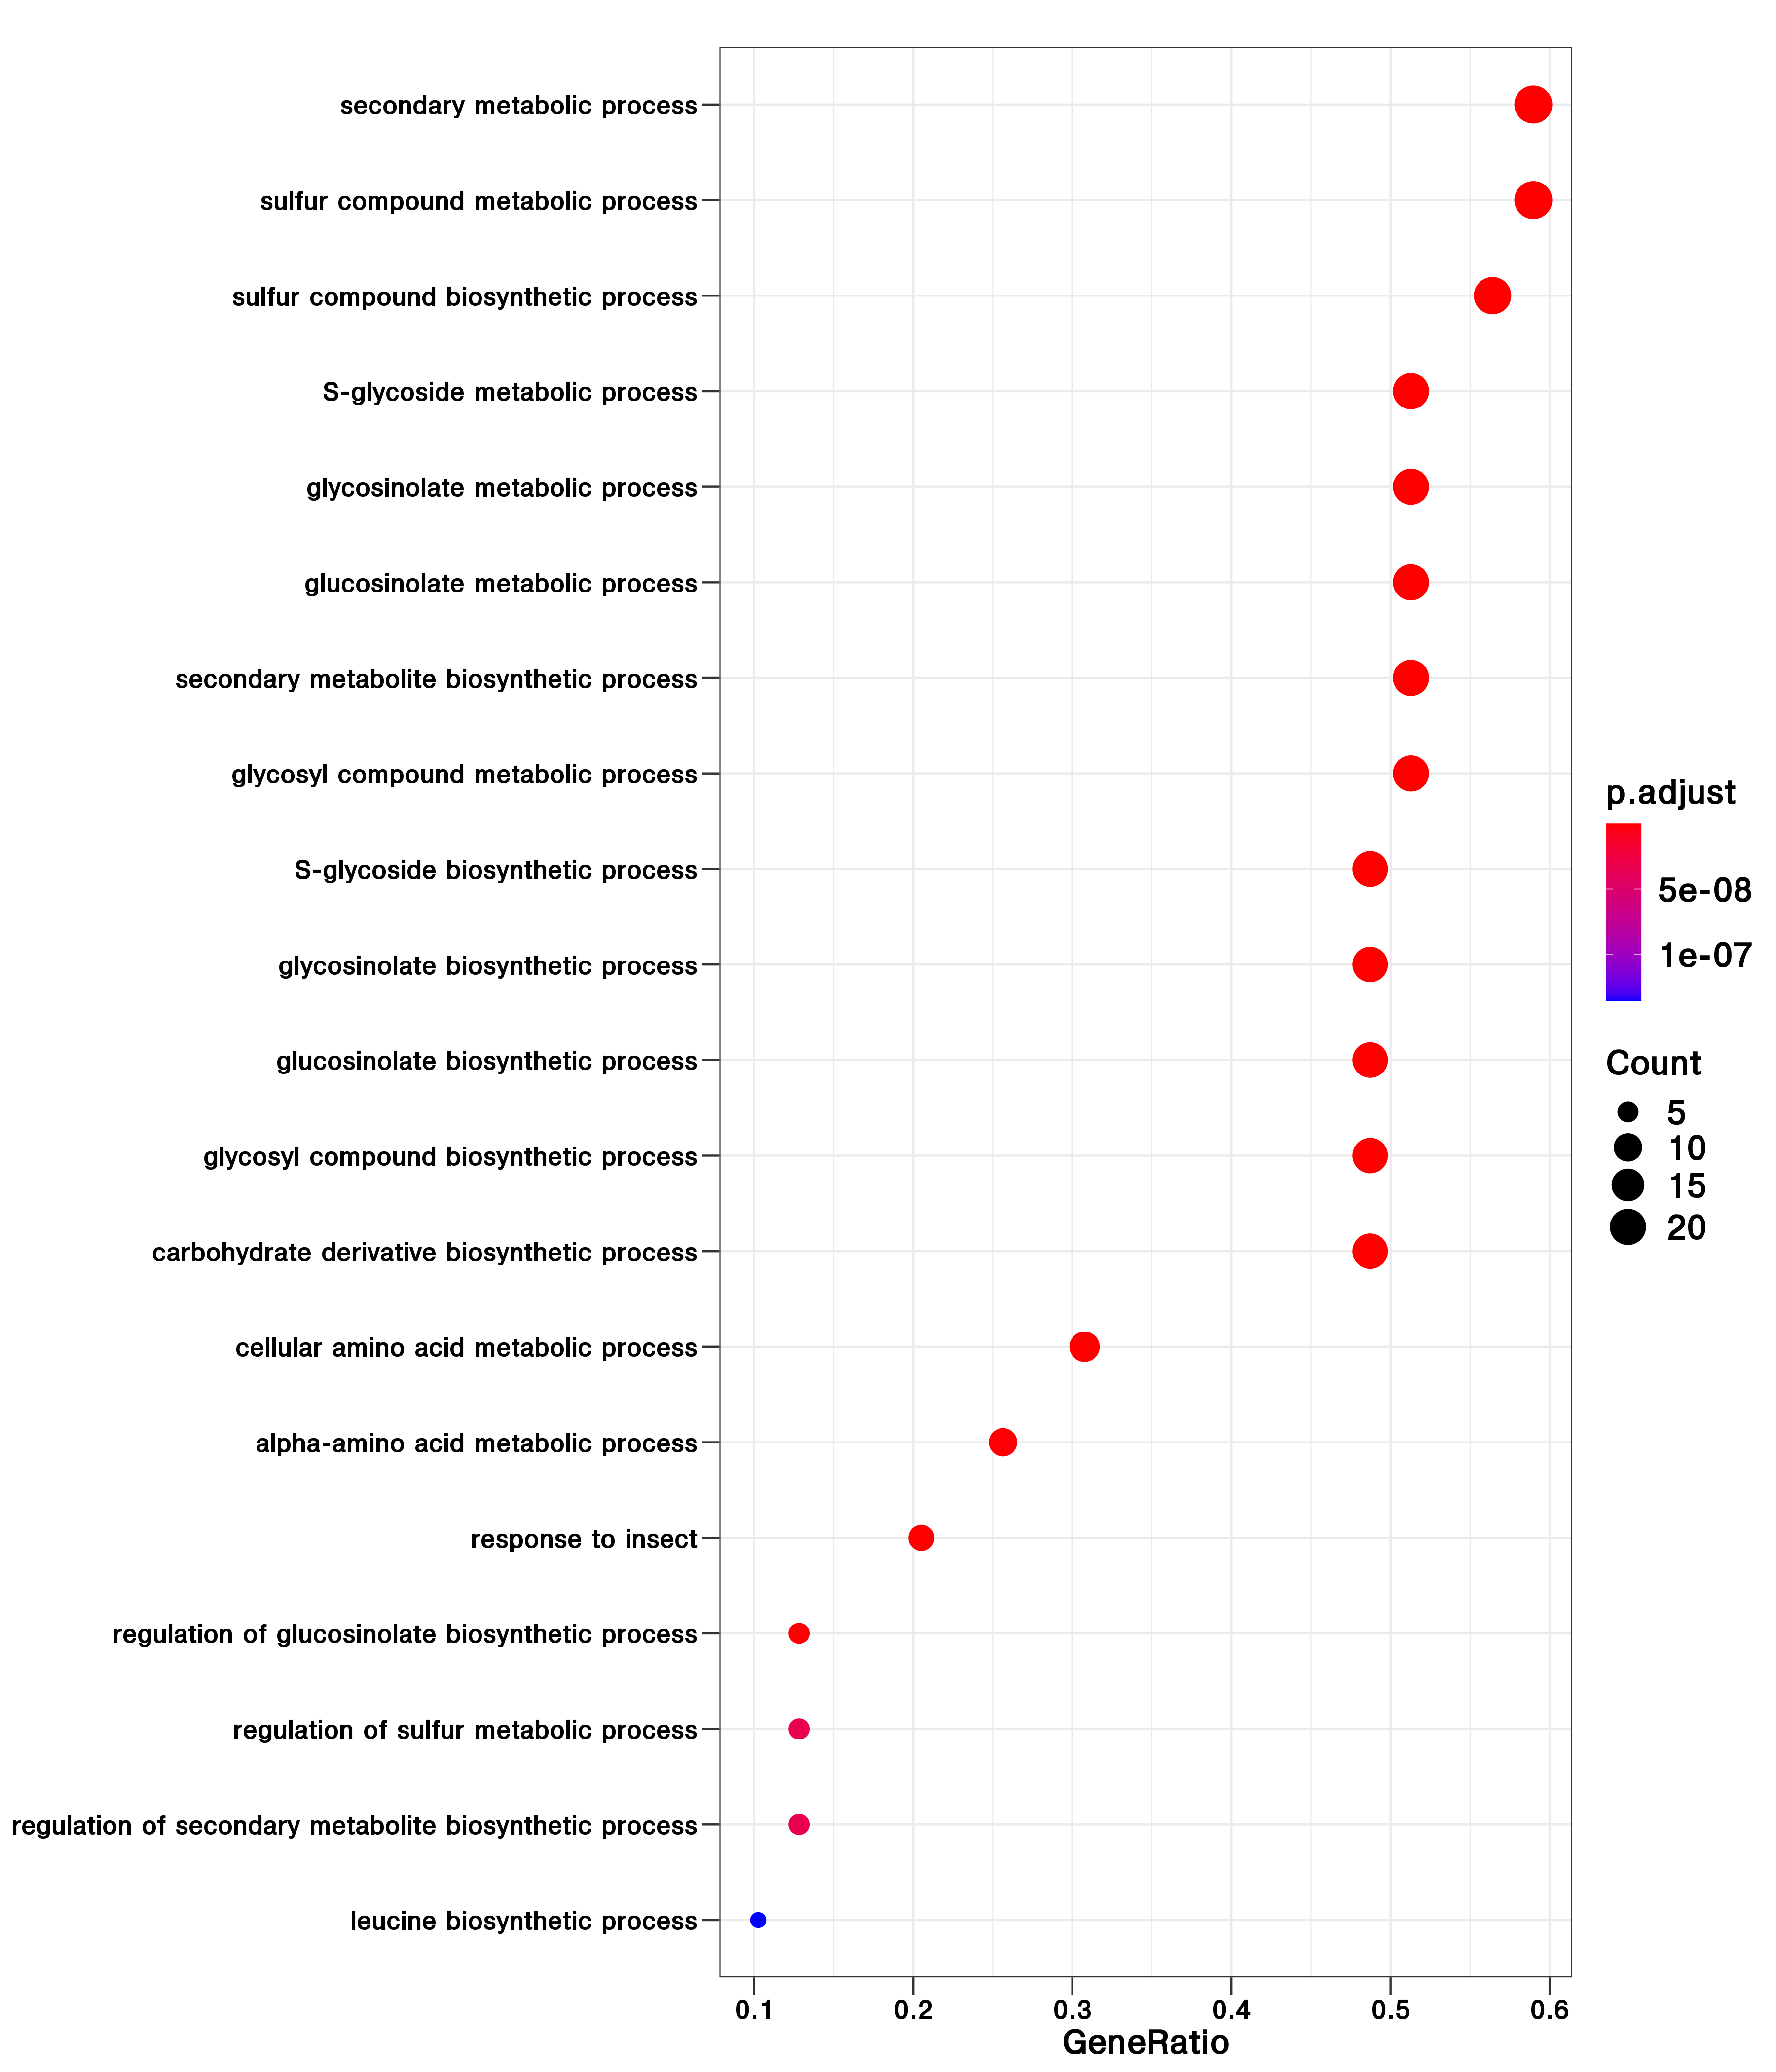 secondary metabolic process
sulfur compound metabolic process
sulfur compound biosynthetic process
S-glycoside metabolic process
glycosinolate metabolic process
glucosinolate metabolic process
secondary metabolite biosynthetic process
glycosyl compound metabolic process
S-glycoside biosynthetic process
glycosinolate biosynthetic process
glucosinolate biosynthetic process
glycosyl compound biosynthetic process
carbohydrate derivative biosynthetic process
cellular amino acid metabolic process
alpha-amino acid metabolic process
response to insect
regulation of glucosinolate biosynthetic process
regulation of sulfur metabolic process
regulation of secondary metabolite biosynthetic process
leucine biosynthetic process
0.1 0.2 0.3 0.4 0.5 0.6
GeneRatio
p.adjust
5e-08
1e-07
Count
5
10
15
20